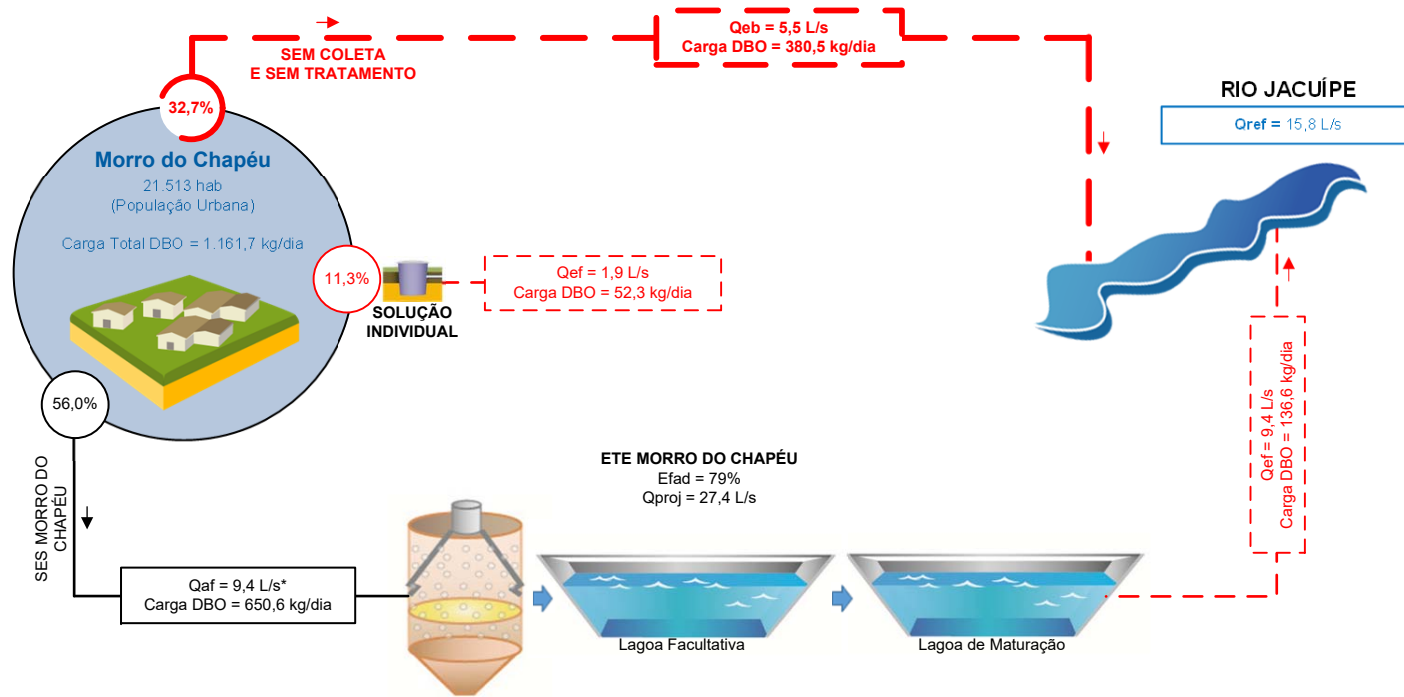 Qeb = 5,5 L/s
Carga DBO = 380,5 kg/dia
SEM COLETA
E SEM TRATAMENTO
32,7%
RIO JACUÍPE
Qref = 15,8 L/s
Morro do Chapéu
21.513 hab
(População Urbana)
Carga Total DBO = 1.161,7 kg/dia
11,3%
SOLUÇÃO
INDIVIDUAL
Qef = 1,9 L/s
Carga DBO = 52,3 kg/dia
56,0%
SES MORRO DO
CHAPÉU
Qaf = 9,4 L/s*
Carga DBO = 650,6 kg/dia
ETE MORRO DO CHAPÉU
Efad = 79%
Qproj = 27,4 L/s
Lagoa Facultativa
Lagoa de Maturação
Qef = 9,4 L/s
Carga DBO = 136,6 kg/dia